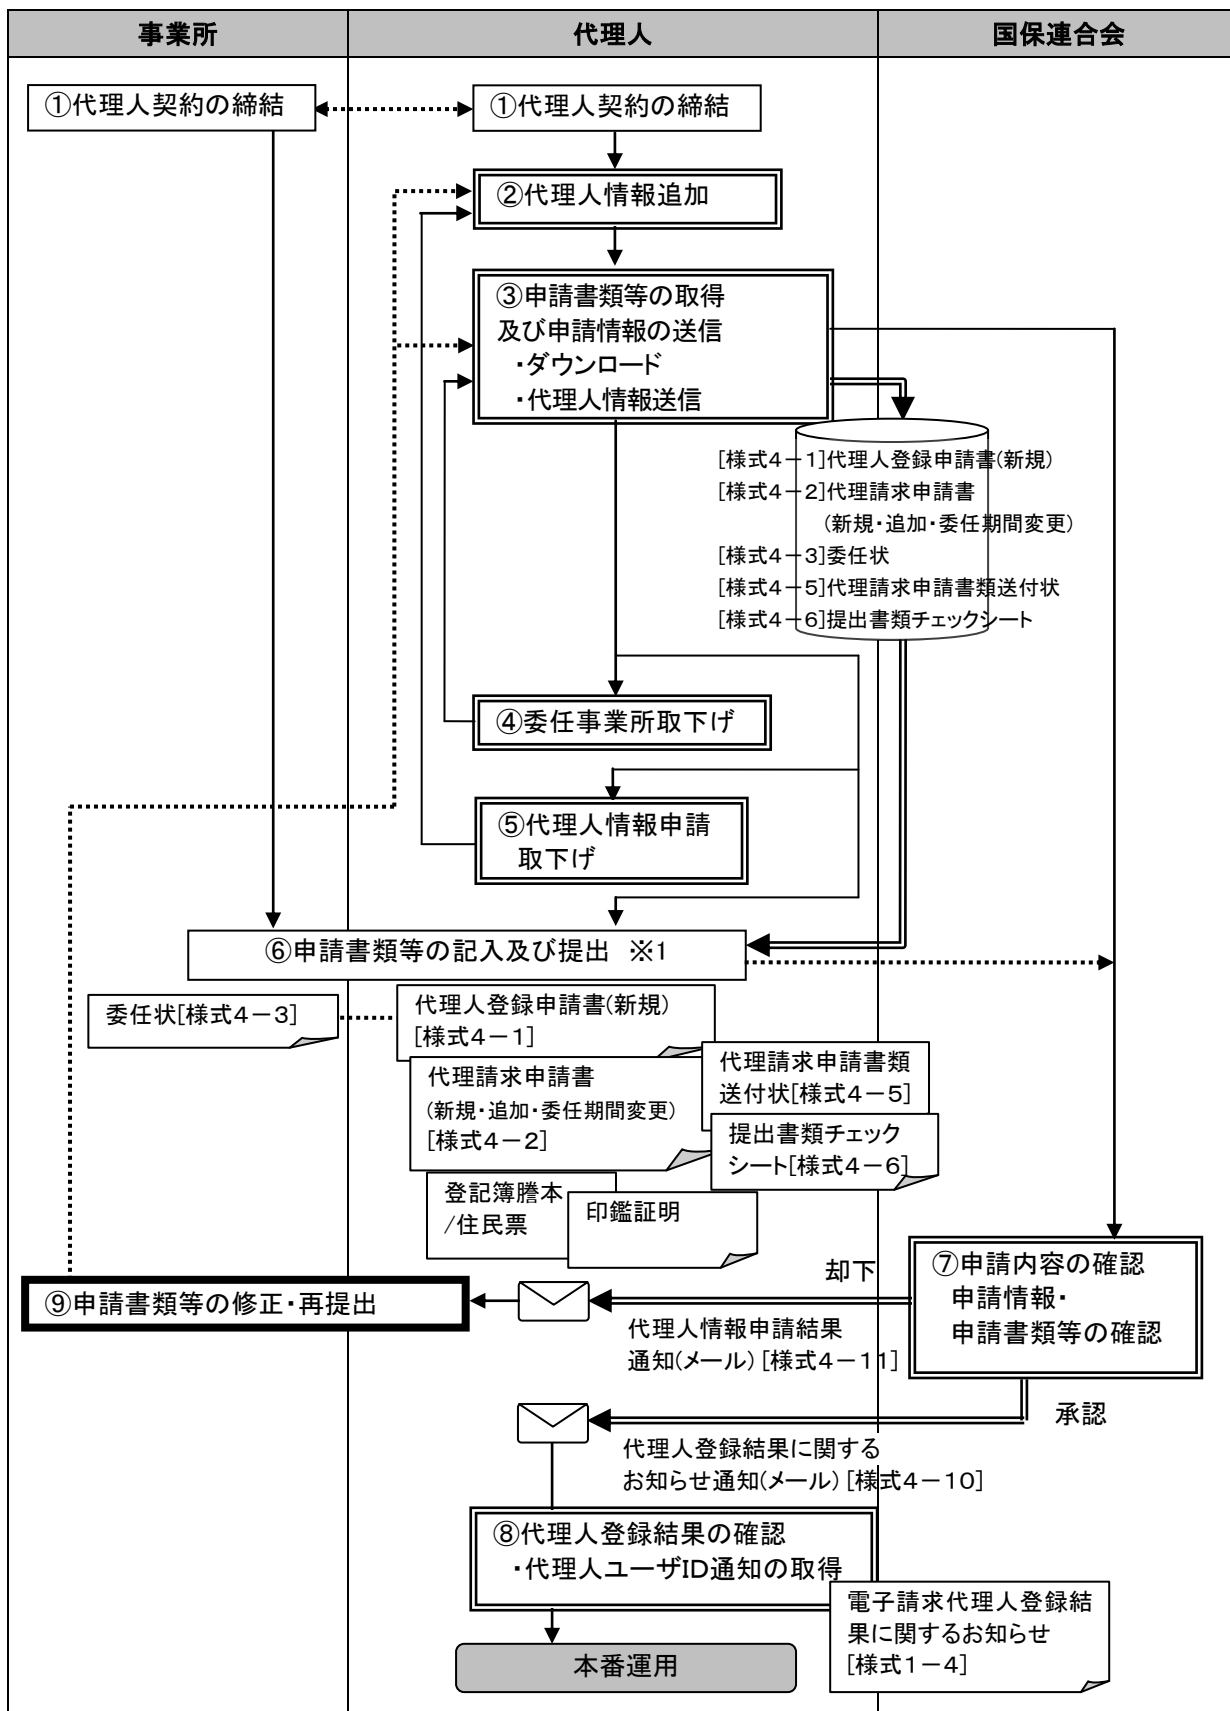 事業所
代理人
国保連合会
①代理人契約の締結
①代理人契約の締結
②代理人情報追加
③申請書類等の取得
及び申請情報の送信
・ダウンロード
・代理人情報送信
[様式4－1]代理人登録申請書(新規)
[様式4－2]代理請求申請書
(新規・追加・委任期間変更)
[様式4－3]委任状
[様式4－5]代理請求申請書類送付状
[様式4－6]提出書類チェックシート
④委任事業所取下げ
⑤代理人情報申請
取下げ
⑥申請書類等の記入及び提出 ※1
委任状[様式4－3]
代理人登録申請書(新規)
[様式4－1]
代理請求申請書
(新規・追加・委任期間変更)
[様式4－2]
代理請求申請書類
送付状[様式4－5]
提出書類チェック
シート[様式4－6]
登記簿謄本
/住民票
印鑑証明
⑦申請内容の確認
申請情報・
申請書類等の確認
却下
⑨申請書類等の修正・再提出
代理人情報申請結果
通知(メール)[様式4－11]
承認
代理人登録結果に関する
お知らせ通知(メール)[様式4－10]
⑧代理人登録結果の確認
・代理人ユーザID通知の取得
電子請求代理人登録結
果に関するお知らせ
[様式1－4]
本番運用